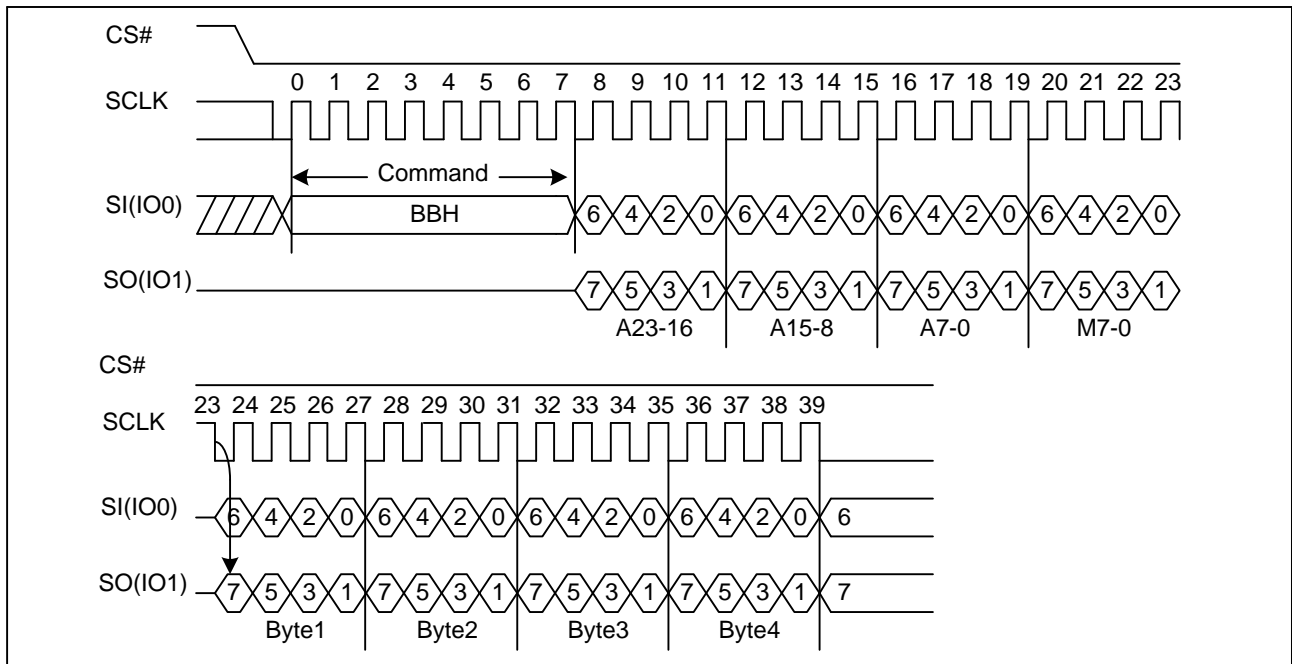 CS#
0 1 2 3 4 5 6 7 8 9 10 11 12 13 14 15 16 17 18 19 20 21 22 23
SCLK
Command
SI(IO0) BBH 6 4 2 0 6 4 2 0 6 4 2 0 6 4 2 0
SO(IO1) 7 5 3 1 7 5 3 1 7 5 3 1 7 5 3 1
A23-16 A15-8 A7-0 M7-0
CS#
23 24 25 26 27 28 29 30 31 32 33 34 35 36 37 38 39
SCLK
SI(IO0) 6 4 2 0 6 4 2 0 6 4 2 0 6 4 2 0 6
SO(IO1) 7 5 3 1 7 5 3 1 7 5 3 1 7 5 3 1 7
Byte1 Byte2 Byte3 Byte4